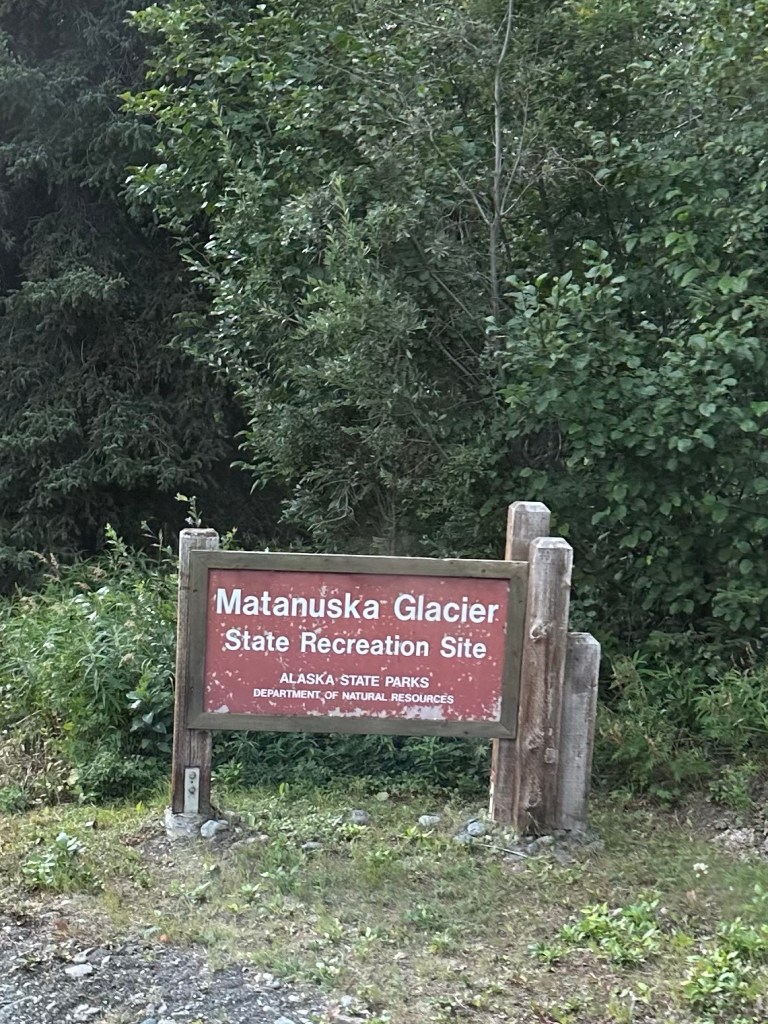 Matanuska Glacier
State Recreation Site
ALASKA STATE PARKS
DEPARTMENT OF NATURAL RESOURCES